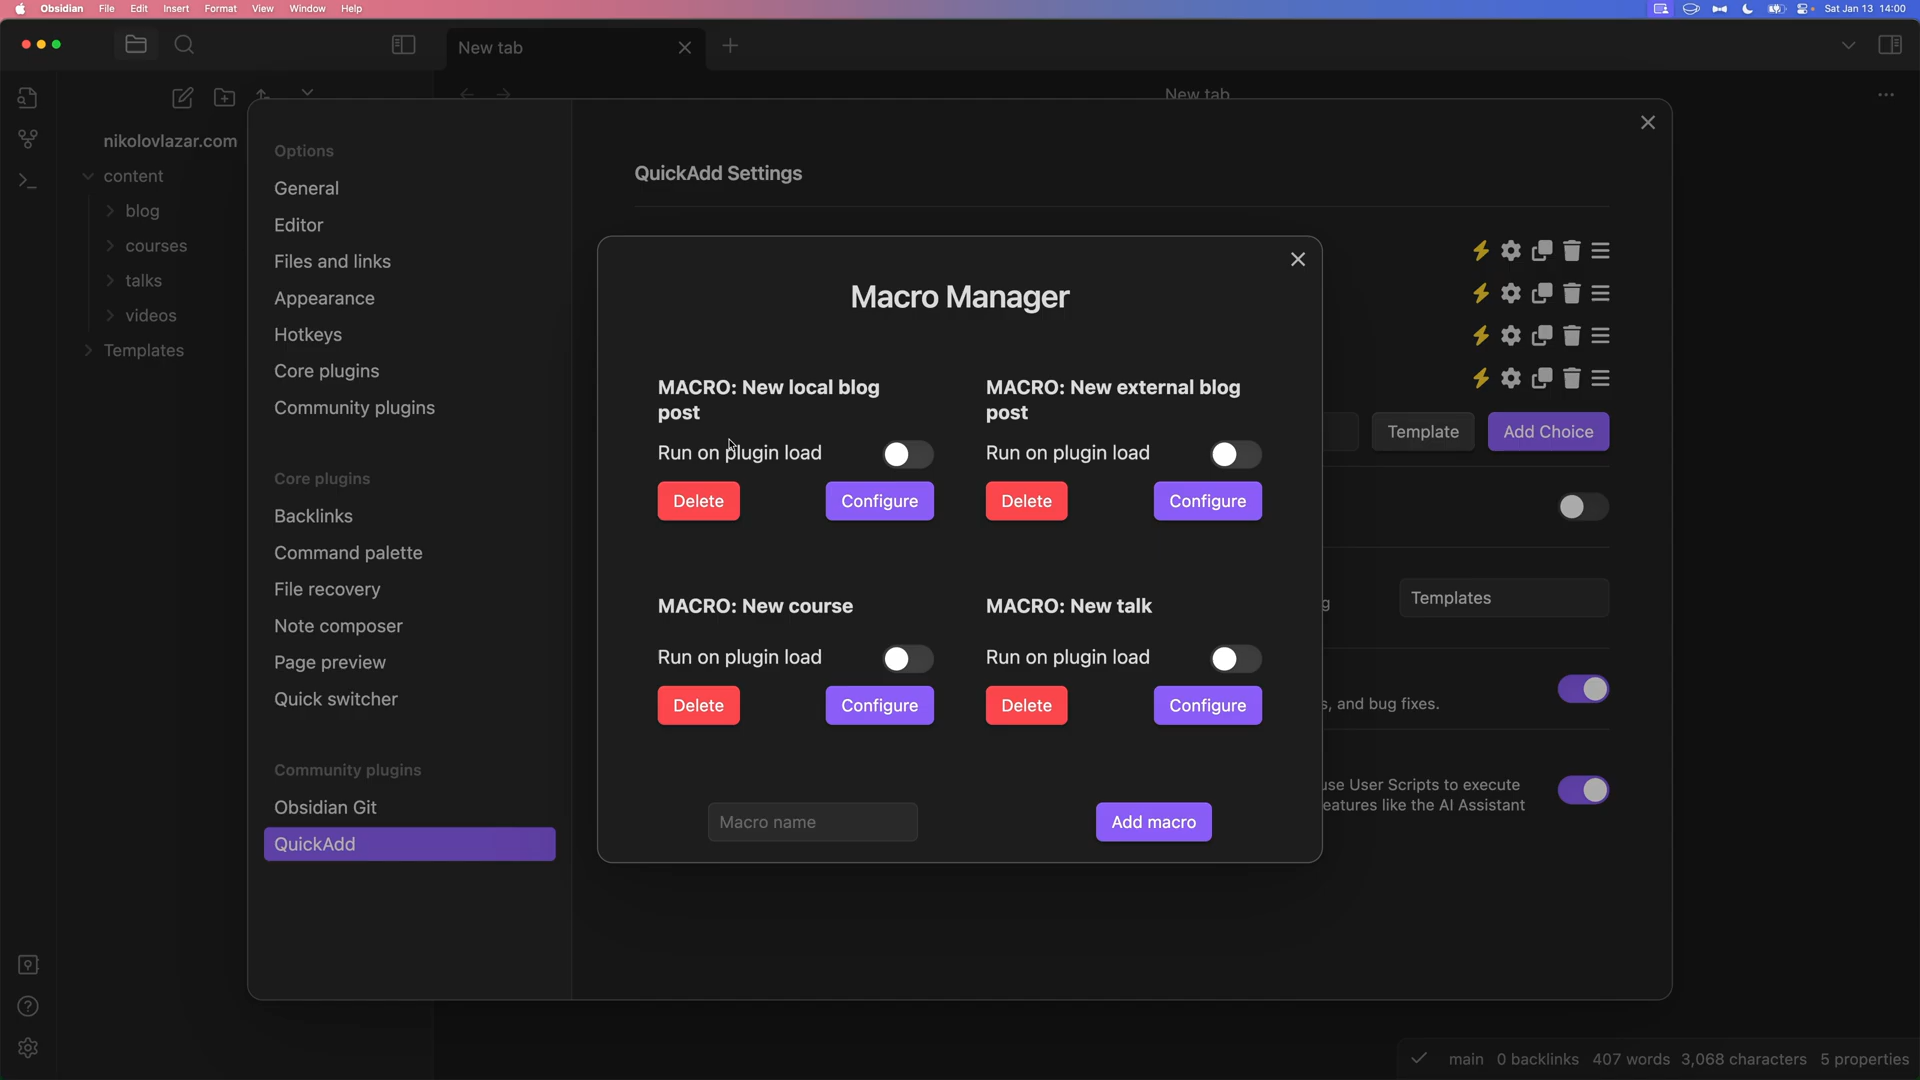 Obsidian File Edit Insert Format View Window Help
Sat Jan 13 14:00
New tab
New tab
nikolovlazar.com
content
blog
courses
talks
videos
Templates
Options
General
Editor
Files and links
Appearance
Hotkeys
Core plugins
Community plugins
Core plugins
Backlinks
Command palette
File recovery
Note composer
Page preview
Quick switcher
Community plugins
Obsidian Git
QuickAdd
QuickAdd Settings
Template
Add Choice
g
Templates
s, and bug fixes.
use User Scripts to execute
eatures like the AI Assistant
Macro Manager
MACRO: New local blog
post
Run on plugin load
Delete
Configure
MACRO: New external blog
post
Run on plugin load
Delete
Configure
MACRO: New course
Run on plugin load
Delete
Configure
MACRO: New talk
Run on plugin load
Delete
Configure
Macro name
Add macro
main 0 backlinks 407 words 3,068 characters 5 properties